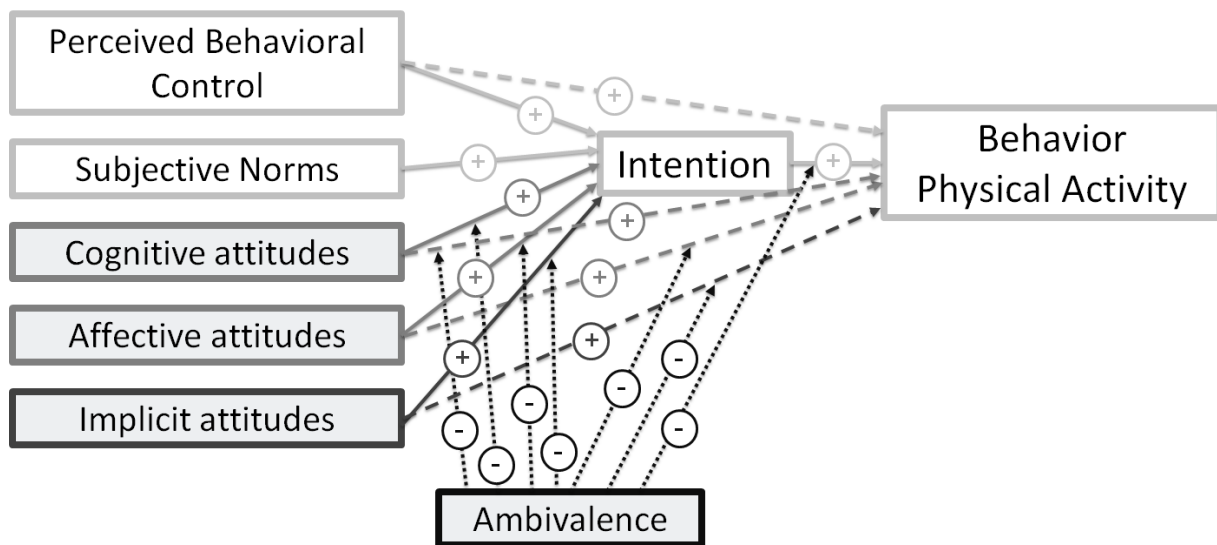 Perceived Behavioral
Control
+
+
Subjective Norms
+
Intention
+
Behavior
Physical Activity
Cognitive attitudes
+
+
Affective attitudes
+
+
Implicit attitudes
+
+
-
-
-
-
-
-
-
Ambivalence